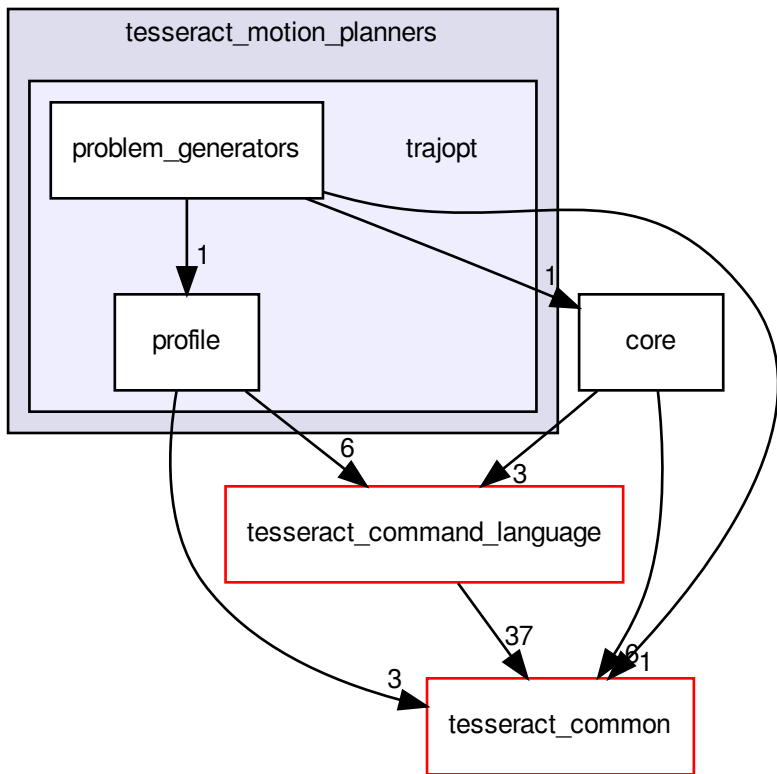 tesseract_motion_planners
problem_generators
trajopt
1
1
profile
core
6
3
tesseract_command_language
37
3
6
1
tesseract_common